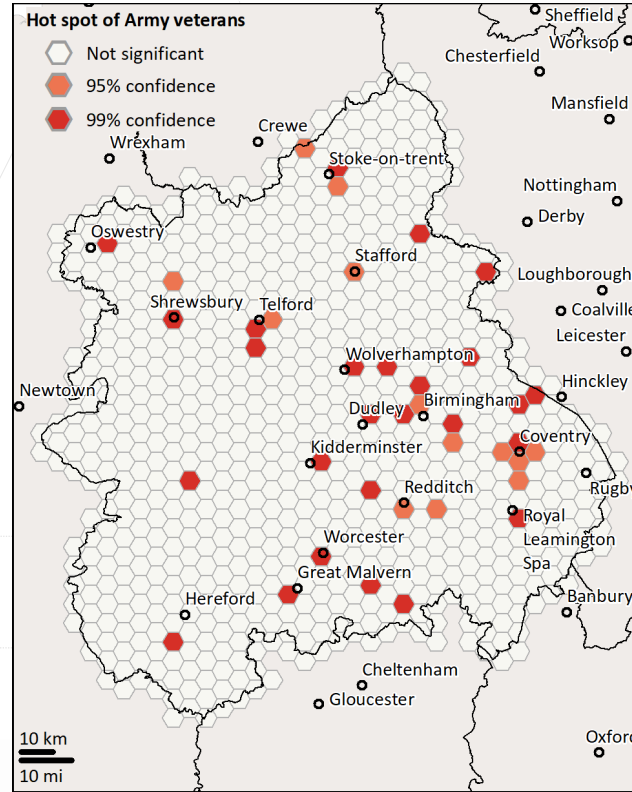 Hot spot of Army veterans
Not significant
95% confidence
99% confidence
Sheffield
Worksop
Chesterfield
Mansfield
Crewe
Wrexham
Stoke-on-trent
Nottingham
Derby
Oswestry
Stafford
Loughborough
Shrewsbury
Telford
Coalville
Leicester
Wolverhampton
Hinckley
Newtown
Dudley
Birmingham
Coventry
Kidderminster
Redditch
Rugby
Royal
Leamington
Spa
Worcester
Great Malvern
Hereford
Banbury
Cheltenham
Gloucester
Oxford
10 km
10 mi